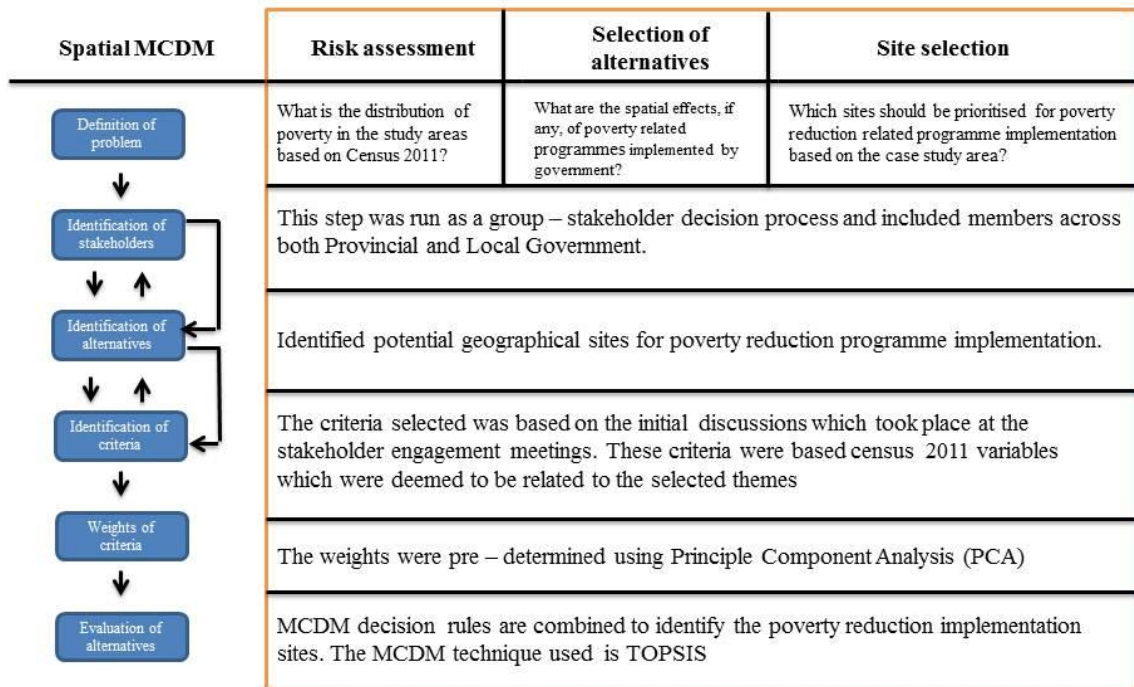 Spatial MCDM
Risk assessment
Selection of
alternatives
Site selection
Definition of
problem
What is the distribution of
poverty in the study areas
based on Census 2011?
What are the spatial effects, if
any, of poverty related
programmes implemented by
government?
Which sites should be prioritised for poverty
reduction related programme implementation
based on the case study area?
Identification of
stakeholders
This step was run as a group – stakeholder decision process and included members across
both Provincial and Local Government.
Identification of
alternatives
Identified potential geographical sites for poverty reduction programme implementation.
Identification of
criteria
The criteria selected was based on the initial discussions which took place at the
stakeholder engagement meetings. These criteria were based census 2011 variables
which were deemed to be related to the selected themes
Weights of
criteria
The weights were pre – determined using Principle Component Analysis (PCA)
Evaluation of
alternatives
MCDM decision rules are combined to identify the poverty reduction implementation
sites. The MCDM technique used is TOPSIS